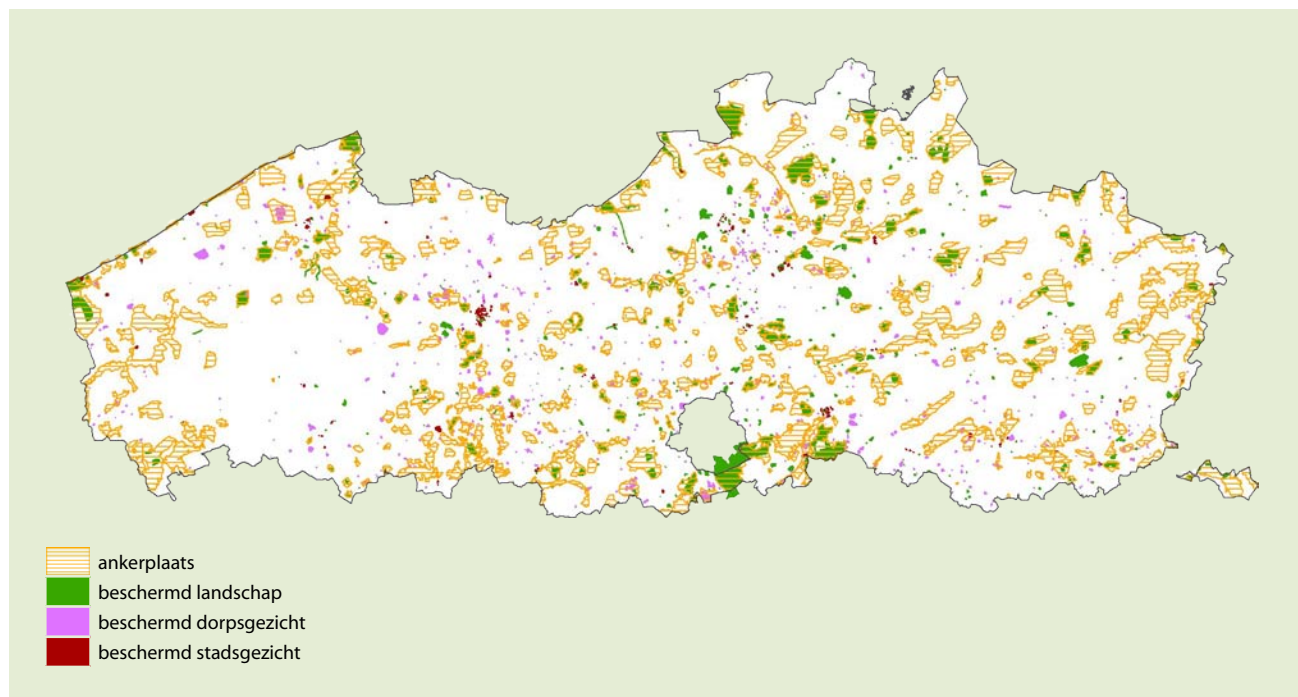 ankerplaats
beschermd landschap
beschermd dorpsgezicht
beschermd stadsgezicht